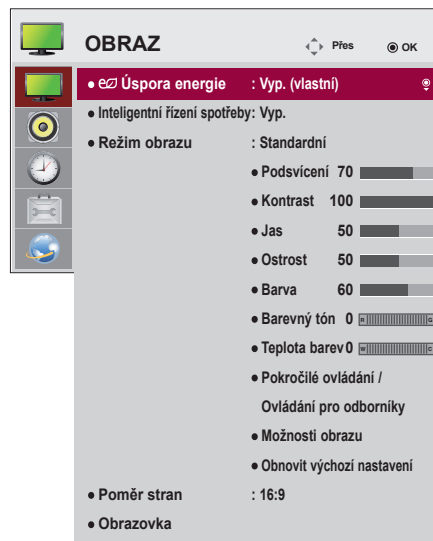 OBRAZ
Přes
OK
Úspora energie : Vyp. (vlastní)
Inteligentní řízení spotřeby: Vyp.
Režim obrazu : Standardní
Podsvícení 70
Kontrast 100
Jas 50
Ostrost 50
Barva 60
Barevný tón 0 R G
Teplota barev 0 W C
Pokročilé ovládání /
Ovládání pro odborníky
Možnosti obrazu
Obnovit výchozí nastavení
Poměr stran : 16:9
Obrazovka